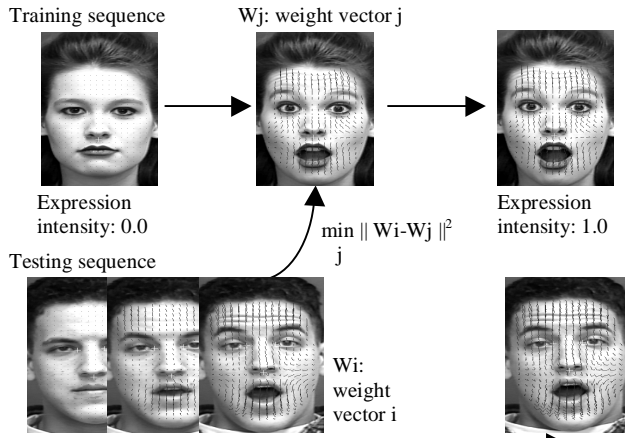 Training sequence
Wj: weight vector j
Expression
intensity: 0.0
Expression
intensity: 1.0
min || Wi-Wj ||²
j
Testing sequence
Wi:
weight
vector i